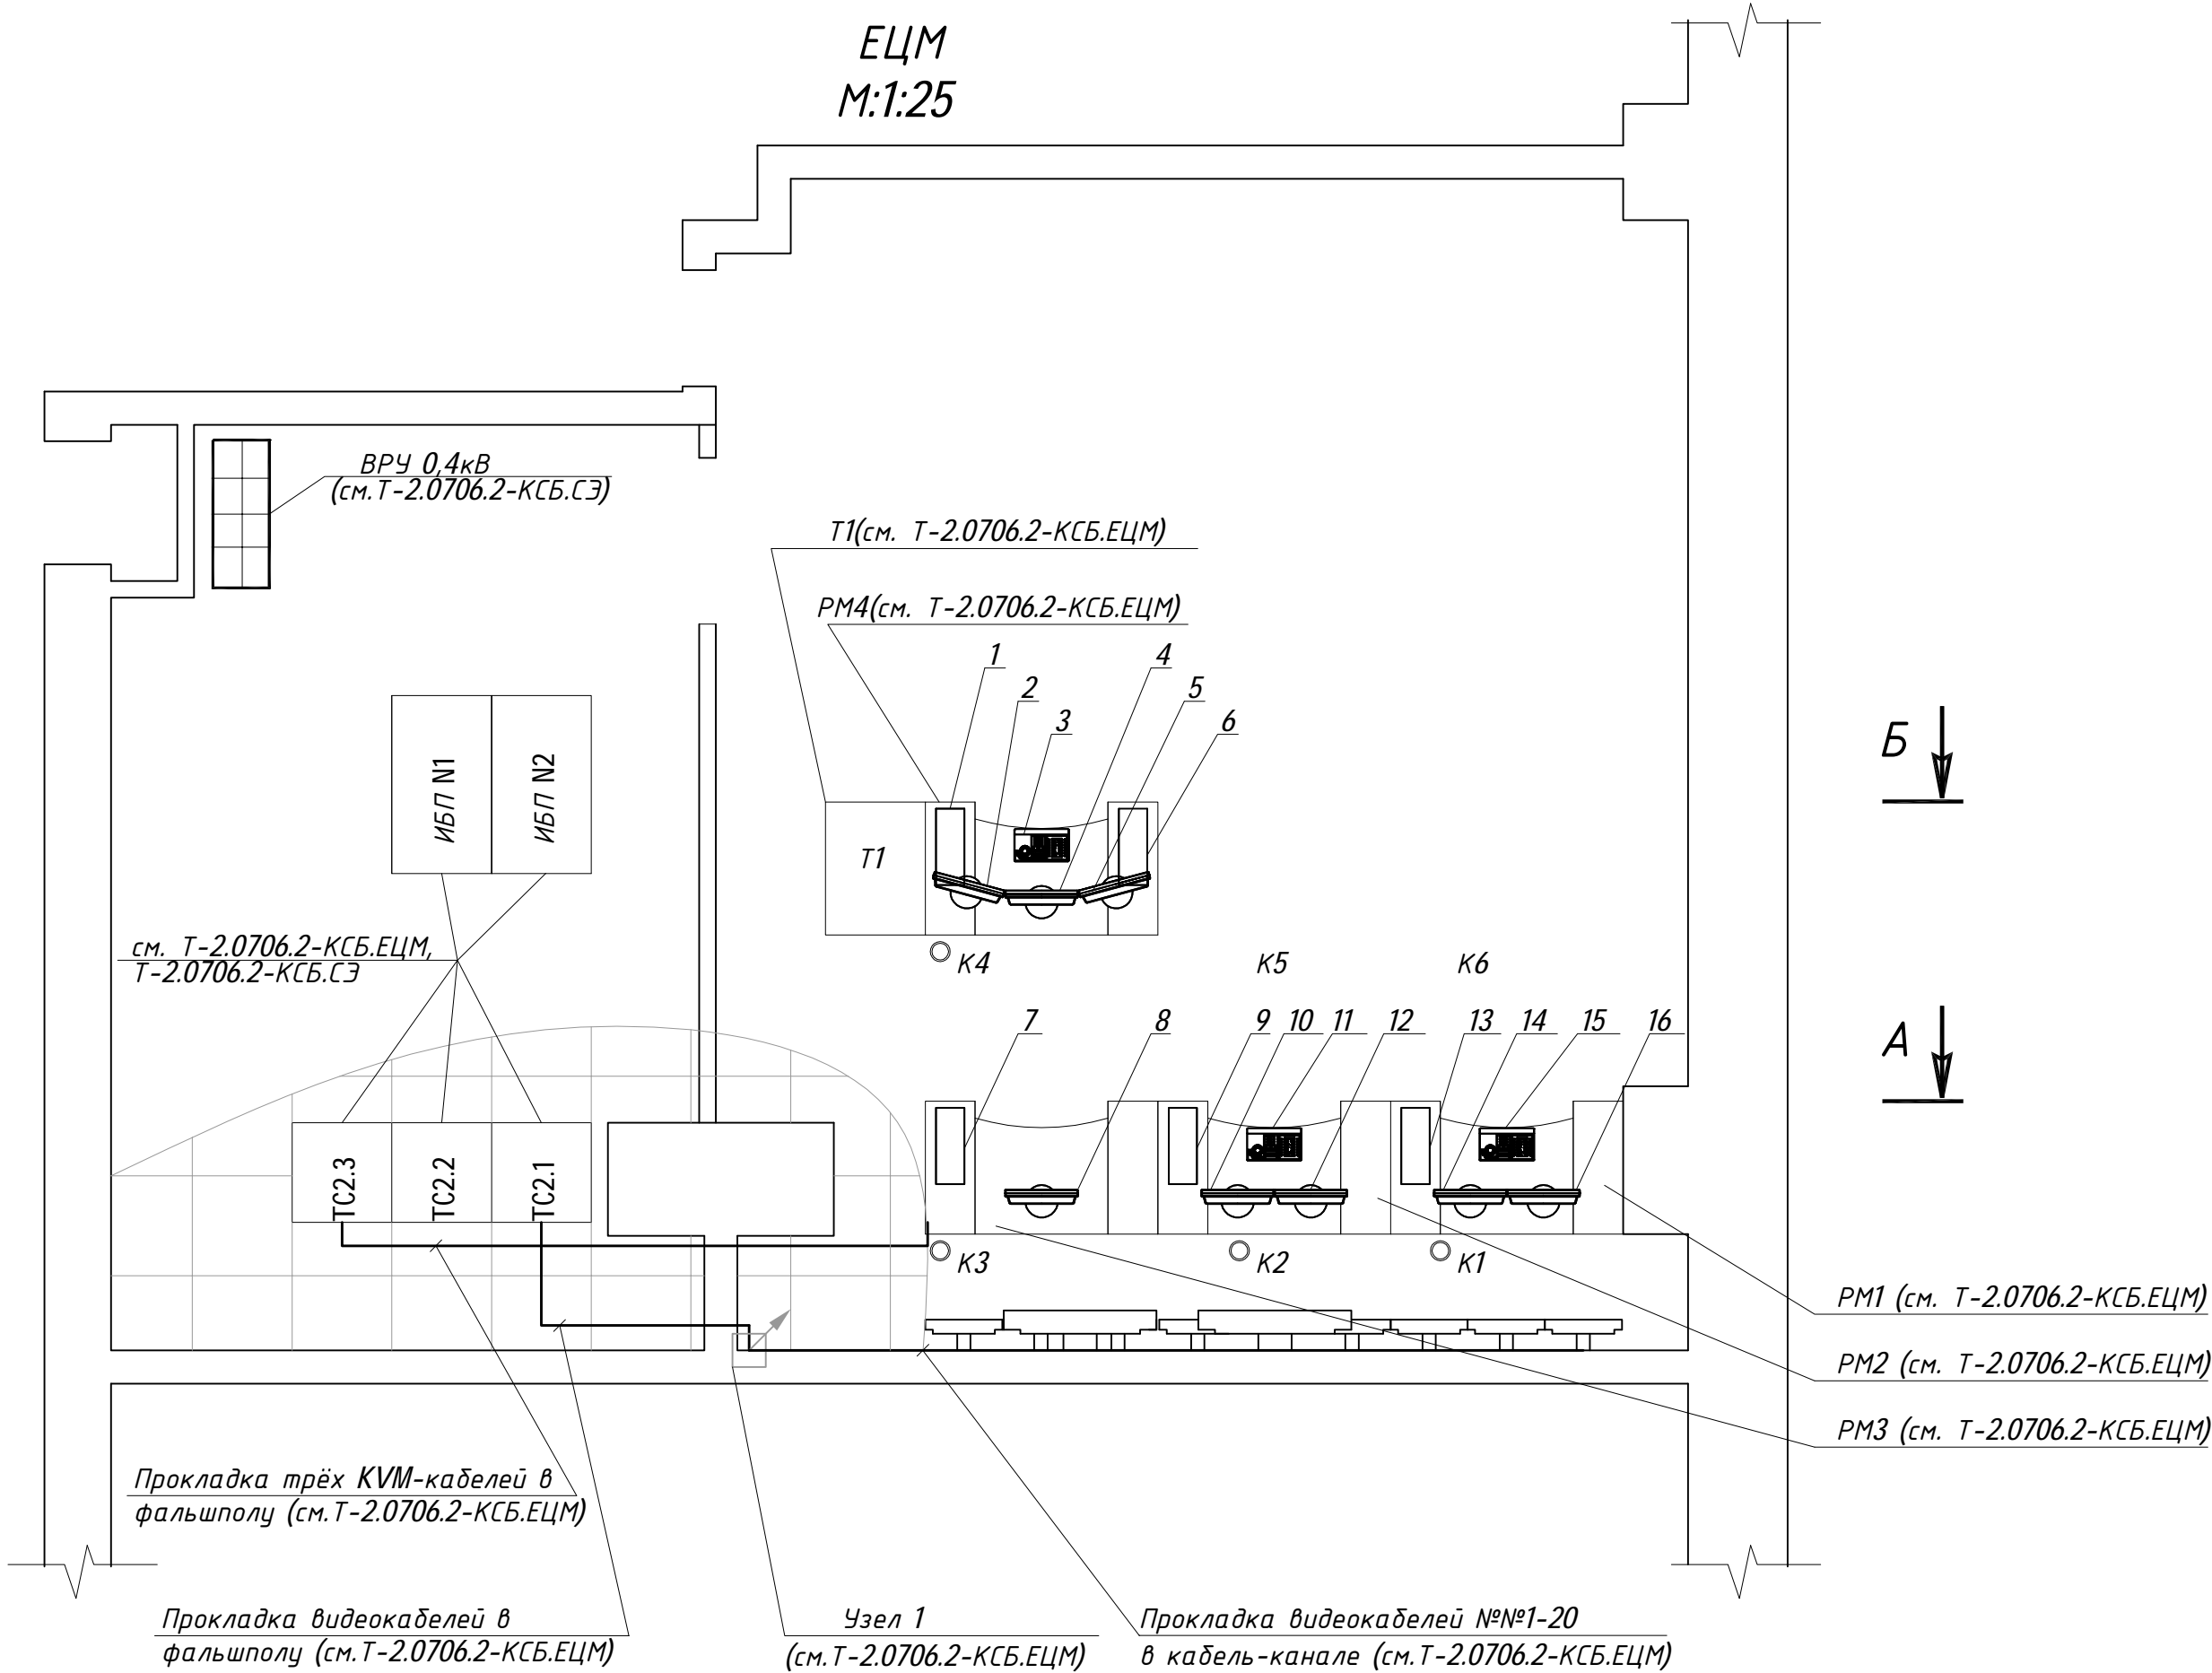 ЕЦМ
М:1:25
ВРУ 0,4кВ
(см.Т-2.0706.2-КСБ.СЭ)
Т1(см. Т-2.0706.2-КСБ.ЕЦМ)
РМ4(см. Т-2.0706.2-КСБ.ЕЦМ)
1
4
2
5
3
6
Б
ИБП N1
ИБП N2
Т1
см. Т-2.0706.2-КСБ.ЕЦМ,
Т-2.0706.2-КСБ.СЭ
К4
К5
К6
7
8
9
10
11
12
13
14
15
16
А
ТС2.3
ТС2.2
ТС2.1
К3
К2
К1
РМ1 (см. Т-2.0706.2-КСБ.ЕЦМ)
РМ2 (см. Т-2.0706.2-КСБ.ЕЦМ)
РМ3 (см. Т-2.0706.2-КСБ.ЕЦМ)
Прокладка трёх KVM-кабелей в
фальшполу (см.Т-2.0706.2-КСБ.ЕЦМ)
Прокладка видеокабелей в
фальшполу (см.Т-2.0706.2-КСБ.ЕЦМ)
Узел 1
(см.Т-2.0706.2-КСБ.ЕЦМ)
Прокладка видеокабелей №№1-20
в кабель-канале (см.Т-2.0706.2-КСБ.ЕЦМ)